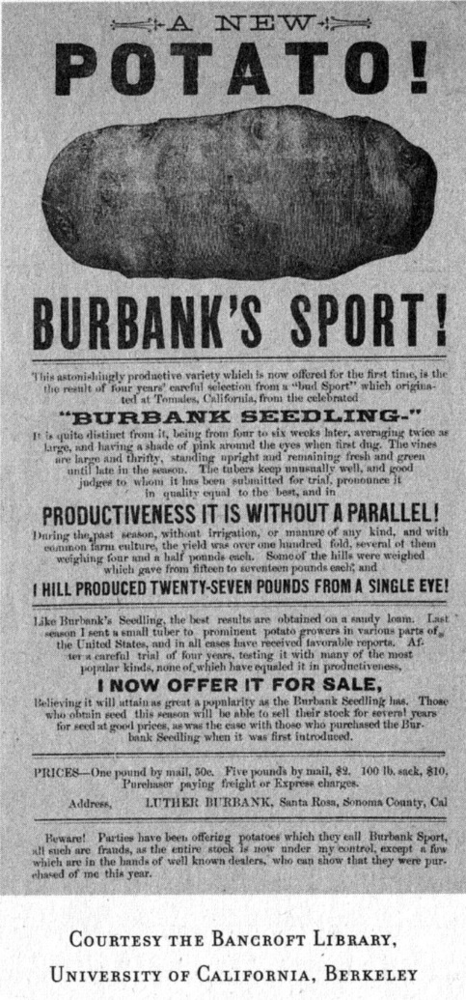 A NEW
POTATO!
BURBANK'S SPORT!
This astonishingly productive variety which is now offered for the first time, is the
the result of four years' careful selection from a "bud Sport" which origina-
ted at Tomales, California, from the celebrated
"BURBANK SEEDLING-"
It is quite distinct from it, being from four to six weeks later, averaging twice as
large, and having a shade of pink around the eyes when first dug. The vines
are large and thrifty, standing upright and remaining fresh and green
until late in the season. The tubers keep unusually well, and good
judges to whom it has been submitted for trial, pronounce it
in quality equal to the best, and in
PRODUCTIVENESS IT IS WITHOUT A PARALLEL!
During the past season, without irrigation, or manure of any kind, and with
common farm culture, the yield was over one hundred fold, several of them
weighing four and a half pounds each. Some of the hills were weighed
which gave from fifteen to seventeen pounds each; and
1 HILL PRODUCED TWENTY-SEVEN POUNDS FROM A SINGLE EYE!
Like Burbank's Seedling, the best results are obtained on a sandy loam. Last
season I sent a small tuber to prominent potato growers in various parts of
the United States, and in all cases have received favorable reports. Af-
ter a careful trial of four years, testing it with many of the most
popular kinds, none of which have equaled it in productiveness,
I NOW OFFER IT FOR SALE,
Believing it will attain as great a popularity as the Burbank Seedling has. Those
who obtain seed this season will be able to sell their stock for several years
for seed at good prices, as was the case with those who purchased the Bur-
bank Seedling when it was first introduced.
PRICES—One pound by mail, 50c. Five pounds by mail, $2. 100 lb. sack, $10,
Purchaser paying freight or Express charges.
Address, LUTHER BURBANK, Santa Rosa, Sonoma County, Cal
Beware! Parties have been offering potatoes which they call Burbank Sport,
all such are frauds, as the entire stock is now under my control, except a few
which are in the hands of well known dealers, who can show that they were pur-
chased of me this year.
COURTESY THE BANCROFT LIBRARY,
UNIVERSITY OF CALIFORNIA, BERKELEY